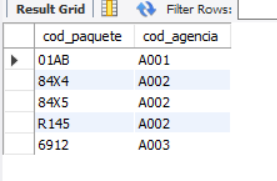 Result Grid Filter Rows:
cod_paquete cod_agencia
01AB A001
84X4 A002
84X5 A002
R145 A002
6912 A003